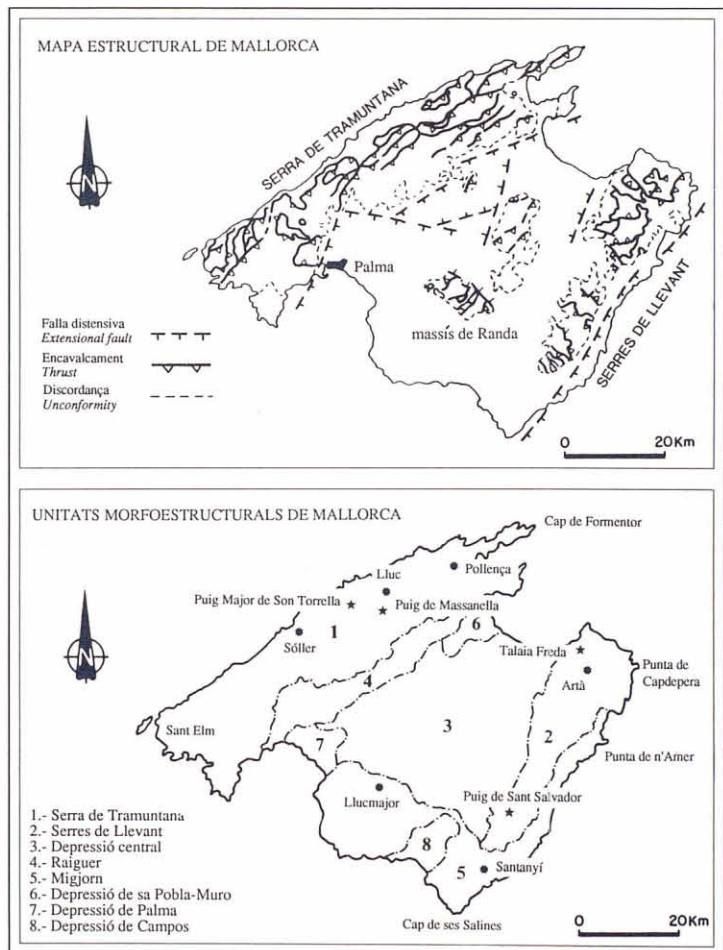 MAPA ESTRUCTURAL DE MALLORCA
SERRA DE TRAMUNTANA
N
Palma
massís de Randa
SERRES DE LLEVANT
Falla distensiva
Extensional fault
Encavalcament
Thrust
Discordança
Unconformity
0 20 Km
UNITATS MORFOESTRUCTURALS DE MALLORCA
Cap de Formentor
Lluc
Pollença
Puig Major de Son Torrella
Puig de Massanella
N
1
6
Sóller
Talaia Freda
Punta de
Capdepera
Artà
4
Sant Elm
3
2
7
Punta de n'Amer
Llucmajor
Puig de Sant Salvador
8
5
Santanyí
Cap de ses Salines
1.- Serra de Tramuntana
2.- Serres de Llevant
3.- Depressió central
4.- Raiguer
5.- Migjorn
6.- Depressió de sa Pobla-Muro
7.- Depressió de Palma
8.- Depressió de Campos
0 20 Km